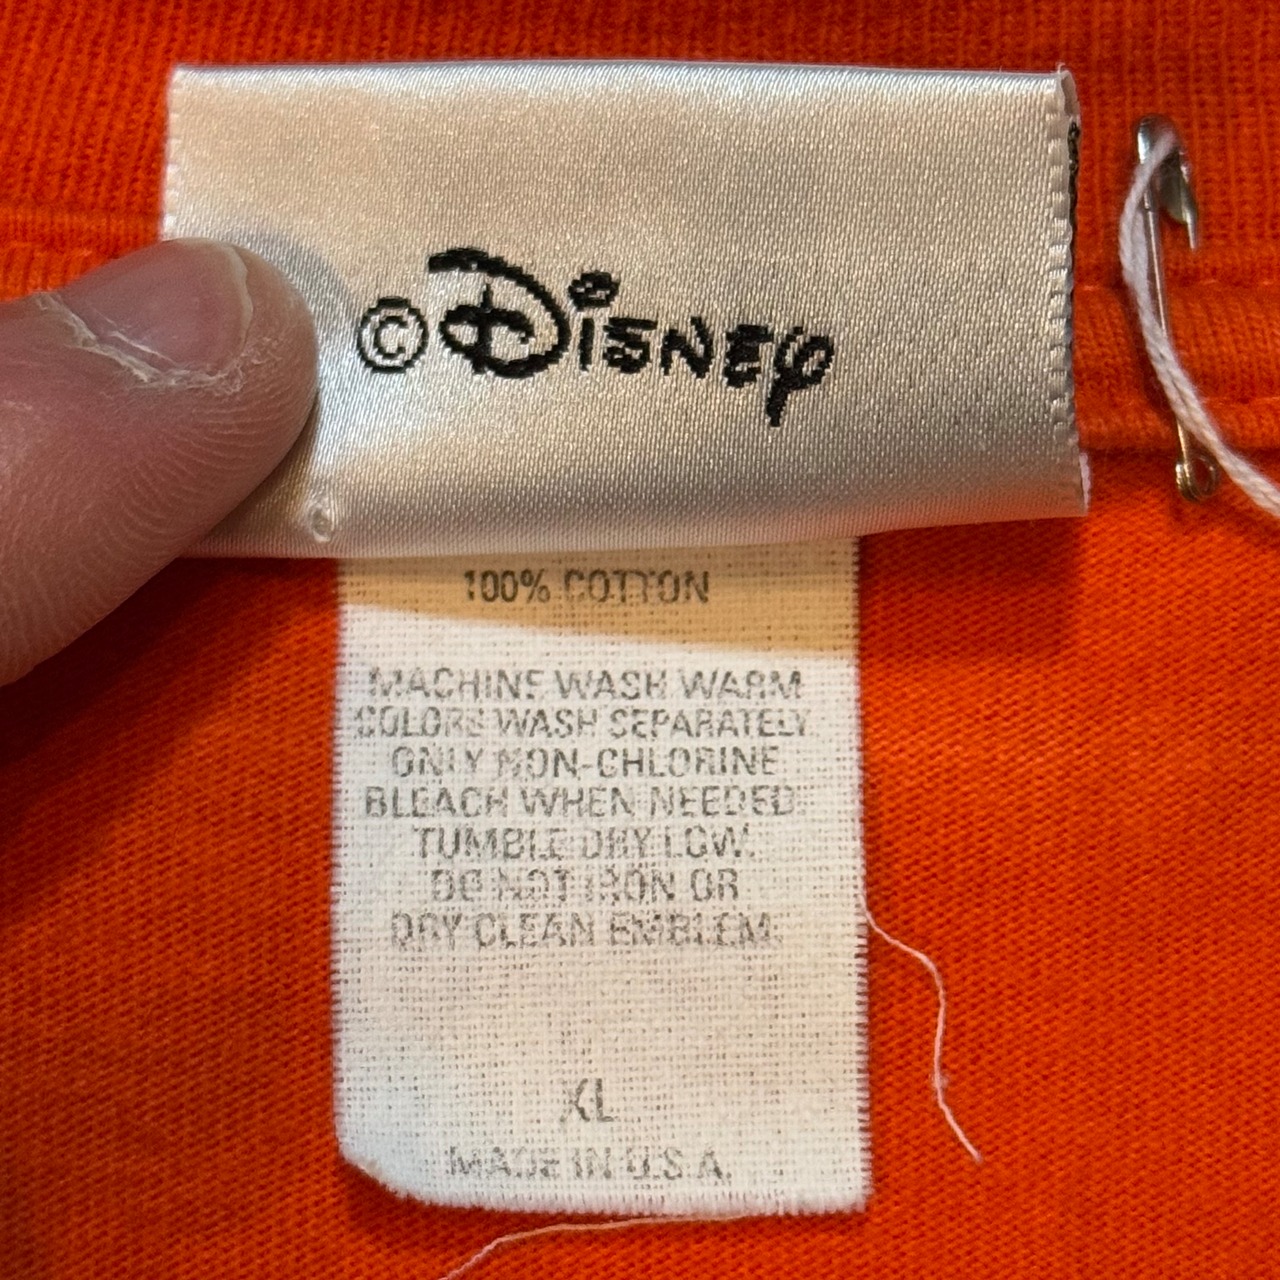 © Disney
100% COTTON
MACHINE WASH WARM
COLORS WASH SEPARATELY.
ONLY NON-CHLORINE
BLEACH WHEN NEEDED.
TUMBLE DRY LOW.
DO NOT IRON OR
DRY CLEAN EMBLEM.
XL
MADE IN U.S.A.